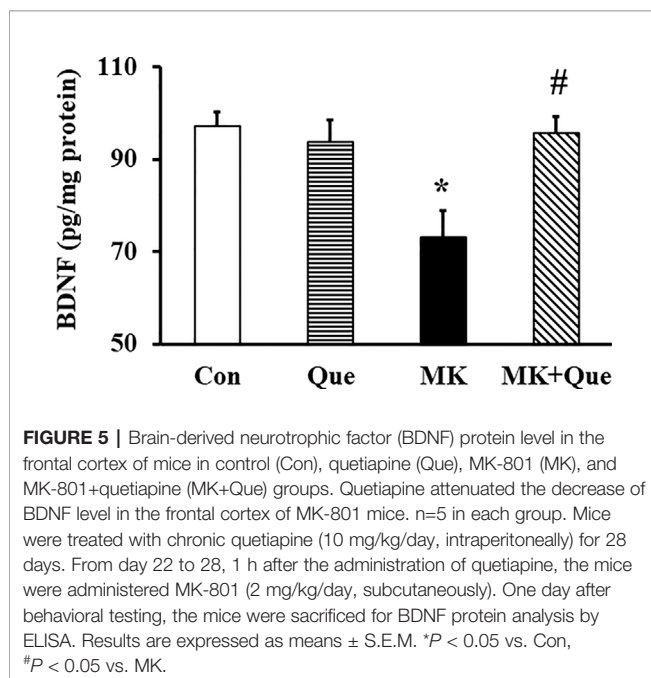 110
90
70
50
BDNF (pg/mg protein)
*
#
Con Que MK MK+Que
FIGURE 5 | Brain-derived neurotrophic factor (BDNF) protein level in the
frontal cortex of mice in control (Con), quetiapine (Que), MK-801 (MK), and
MK-801+quetiapine (MK+Que) groups. Quetiapine attenuated the decrease of
BDNF level in the frontal cortex of MK-801 mice. n=5 in each group. Mice
were treated with chronic quetiapine (10 mg/kg/day, intraperitoneally) for 28
days. From day 22 to 28, 1 h after the administration of quetiapine, the mice
were administered MK-801 (2 mg/kg/day, subcutaneously). One day after
behavioral testing, the mice were sacrificed for BDNF protein analysis by
ELISA. Results are expressed as means ± S.E.M. *P < 0.05 vs. Con,
#P < 0.05 vs. MK.